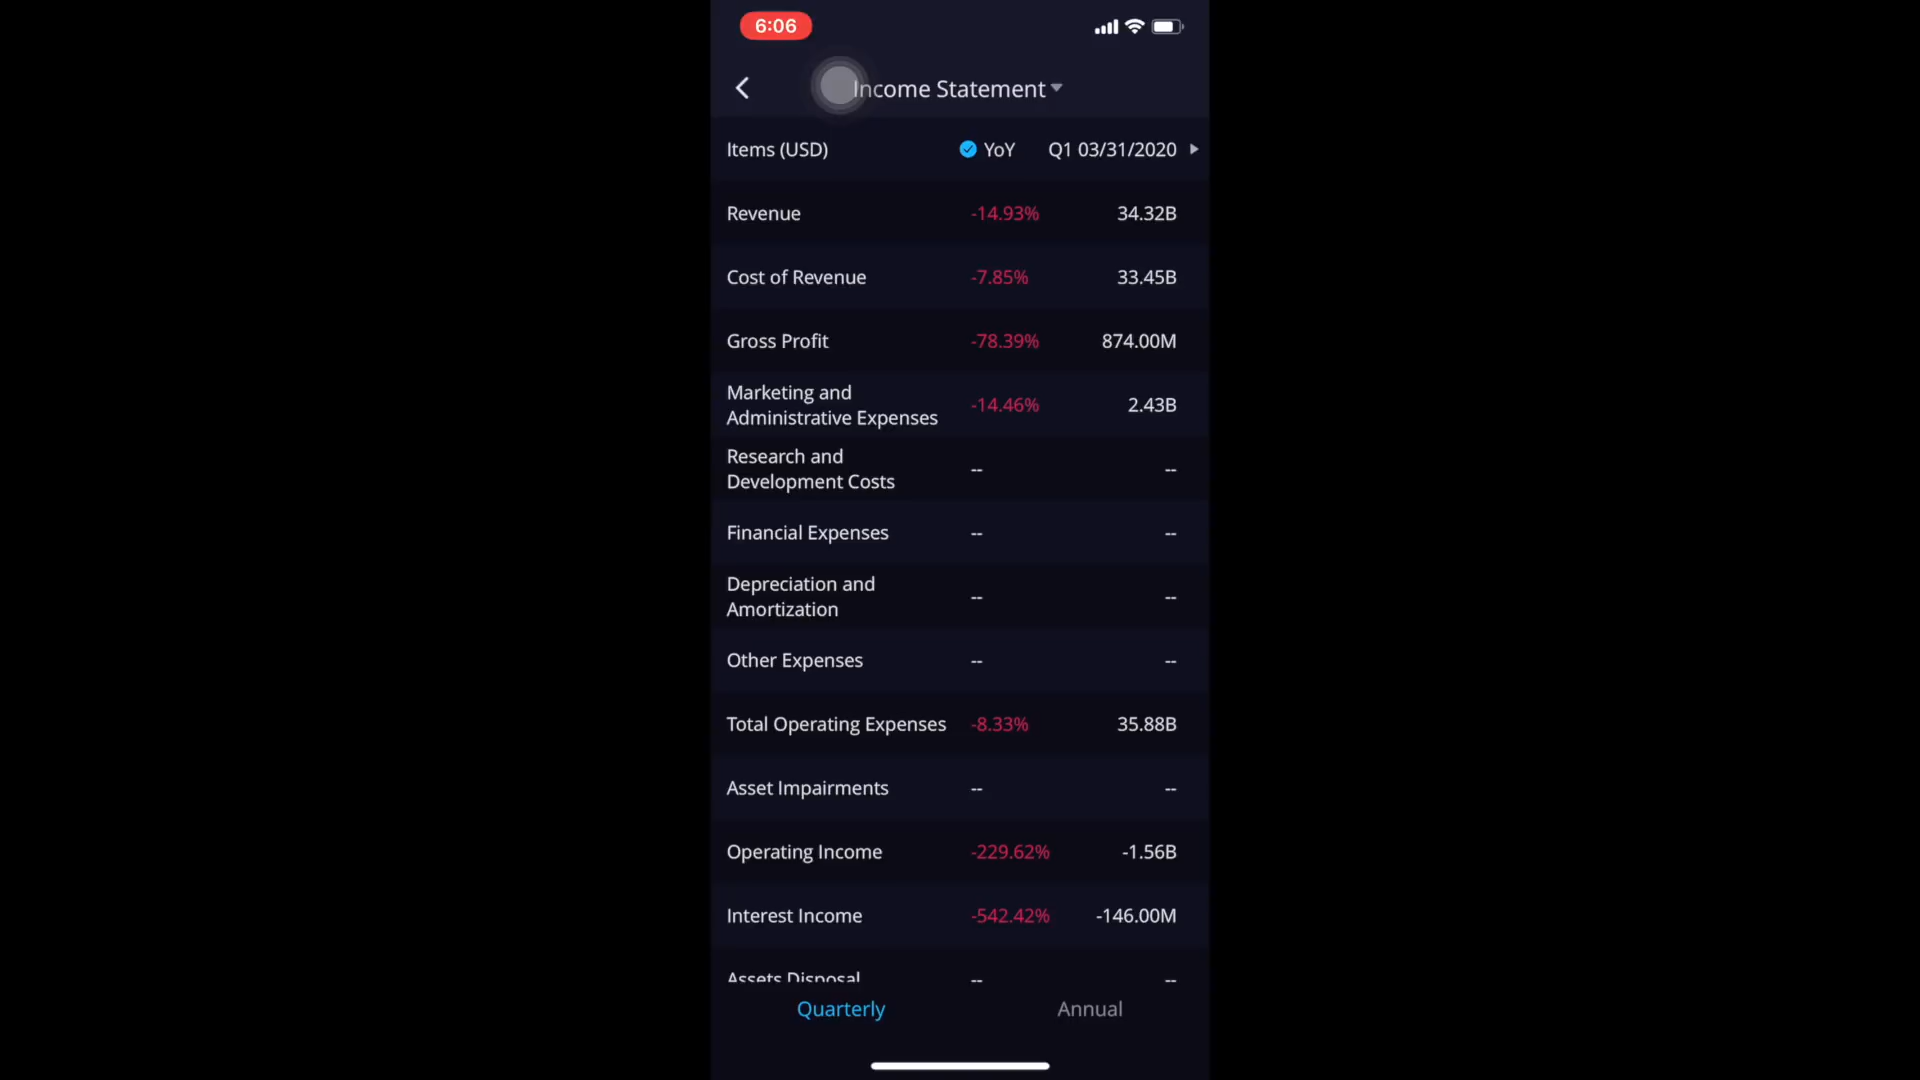 6:06
Income Statement
Items (USD) YoY Q1 03/31/2020
Revenue -14.93% 34.32B
Cost of Revenue -7.85% 33.45B
Gross Profit -78.39% 874.00M
Marketing and
Administrative Expenses -14.46% 2.43B
Research and
Development Costs -- --
Financial Expenses -- --
Depreciation and
Amortization -- --
Other Expenses -- --
Total Operating Expenses -8.33% 35.88B
Asset Impairments -- --
Operating Income -229.62% -1.56B
Interest Income -542.42% -146.00M
Assets Disposal -- --
Quarterly Annual